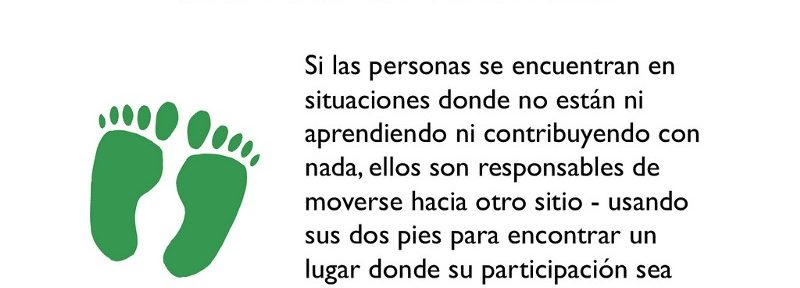 Si las personas se encuentran en
situaciones donde no están ni
aprendiendo ni contribuyendo con
nada, ellos son responsables de
moverse hacia otro sitio - usando
sus dos pies para encontrar un
lugar donde su participación sea